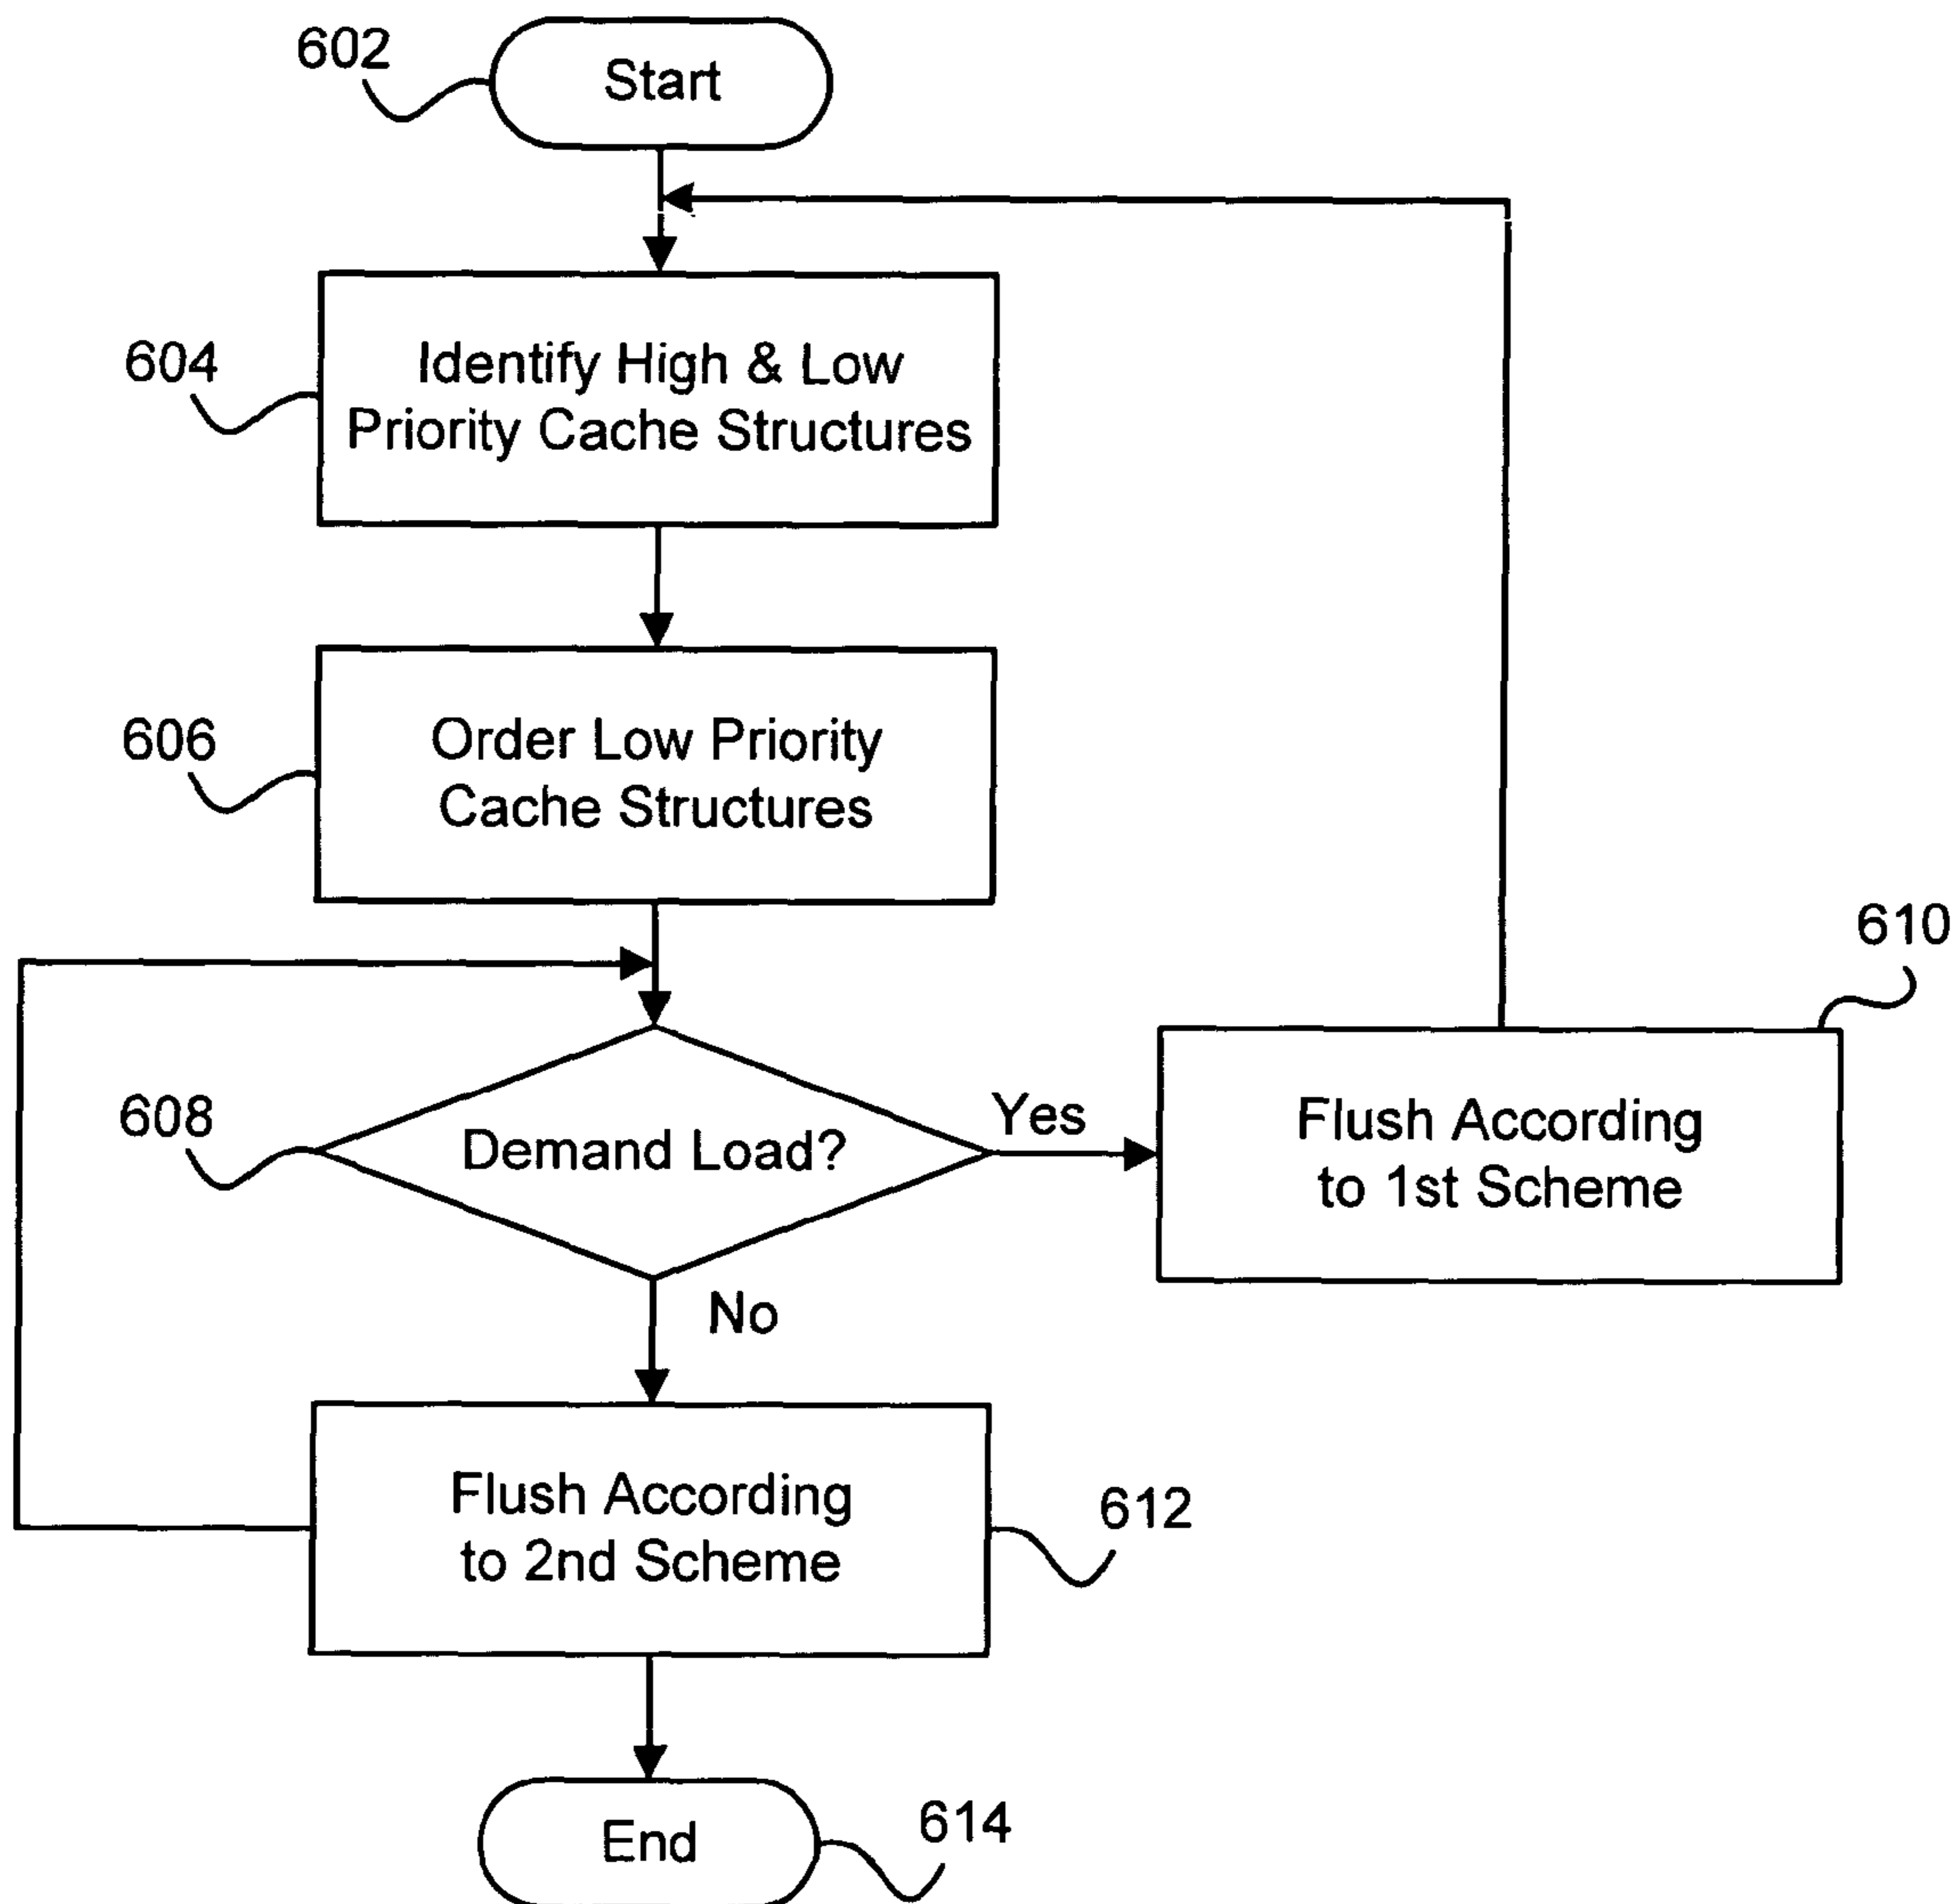 602
Start
604
Identify High & Low
Priority Cache Structures
606
Order Low Priority
Cache Structures
610
608
Demand Load?
Yes
Flush According
to 1st Scheme
No
Flush According
to 2nd Scheme
612
End
614